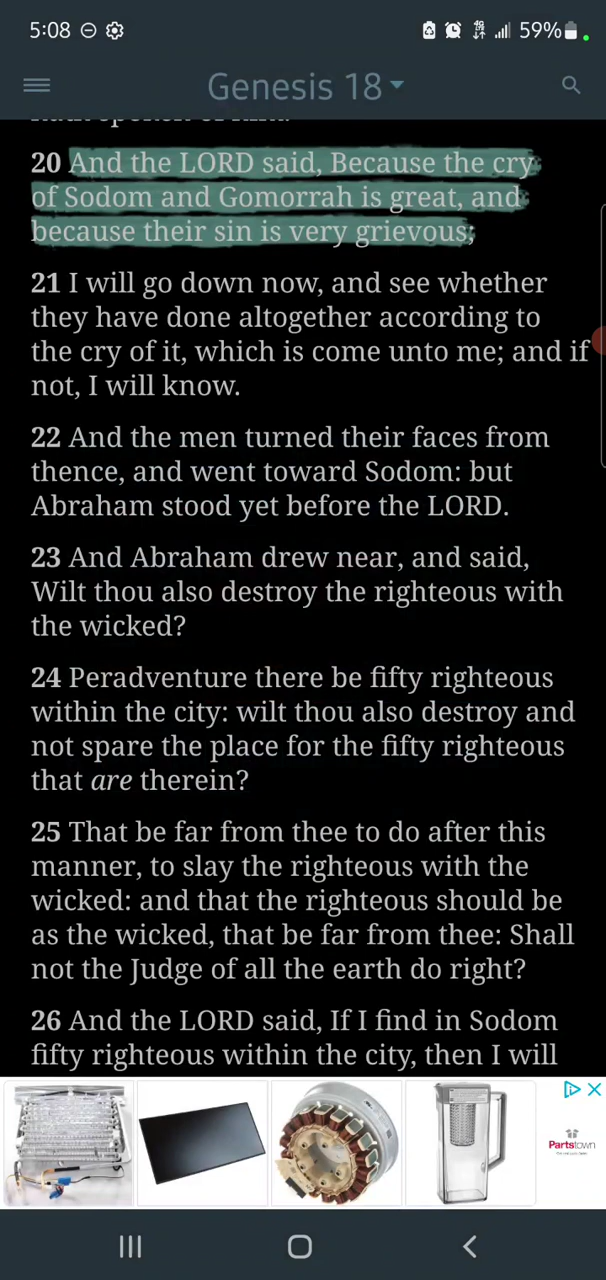 5:08
4G
59%
Genesis 18
20 And the LORD said, Because the cry
of Sodom and Gomorrah is great, and
because their sin is very grievous;
21 I will go down now, and see whether
they have done altogether according to
the cry of it, which is come unto me; and if
not, I will know.
22 And the men turned their faces from
thence, and went toward Sodom: but
Abraham stood yet before the LORD.
23 And Abraham drew near, and said,
Wilt thou also destroy the righteous with
the wicked?
24 Peradventure there be fifty righteous
within the city: wilt thou also destroy and
not spare the place for the fifty righteous
that are therein?
25 That be far from thee to do after this
manner, to slay the righteous with the
wicked: and that the righteous should be
as the wicked, that be far from thee: Shall
not the Judge of all the earth do right?
26 And the LORD said, If I find in Sodom
fifty righteous within the city, then I will
Partstown